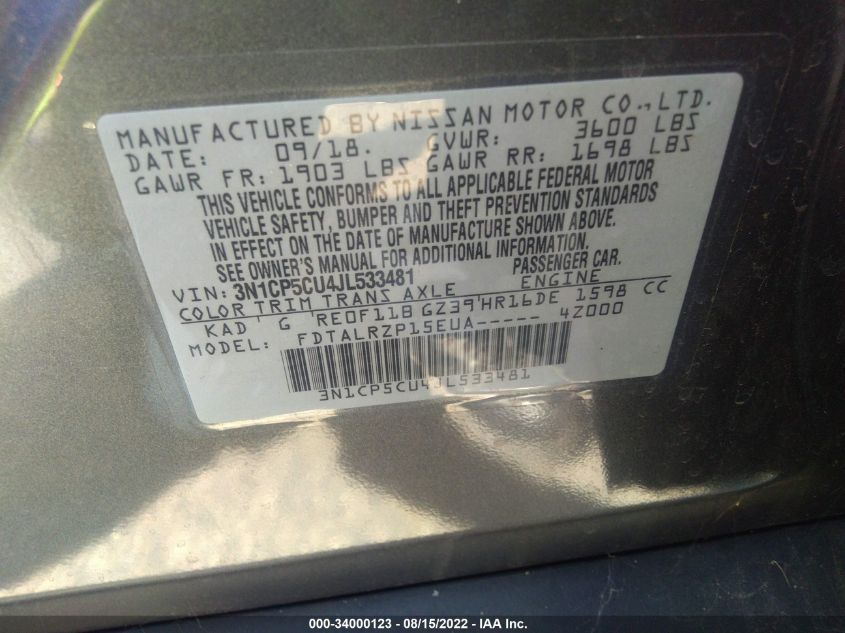 MANUFACTURED BY NISSAN MOTOR CO., LTD.
DATE: 09/18. GVWR: 3600 LBS
GAWR FR: 1903 LBS GAWR RR: 1698 LBS
THIS VEHICLE CONFORMS TO ALL APPLICABLE FEDERAL MOTOR
VEHICLE SAFETY, BUMPER AND THEFT PREVENTION STANDARDS
IN EFFECT ON THE DATE OF MANUFACTURE SHOWN ABOVE.
SEE OWNER'S MANUAL FOR ADDITIONAL INFORMATION.
VIN: 3N1CP5CU4JL533481 PASSENGER CAR.
COLOR TRIM TRANS AXLE ENGINE
KAD G RE0F11B GZ39 HR16DE 1598 CC
MODEL: FDTALRZP15EUA----- 4Z000
3N1CP5CU4JL533481
000-34000123 - 08/15/2022 - IAA Inc.